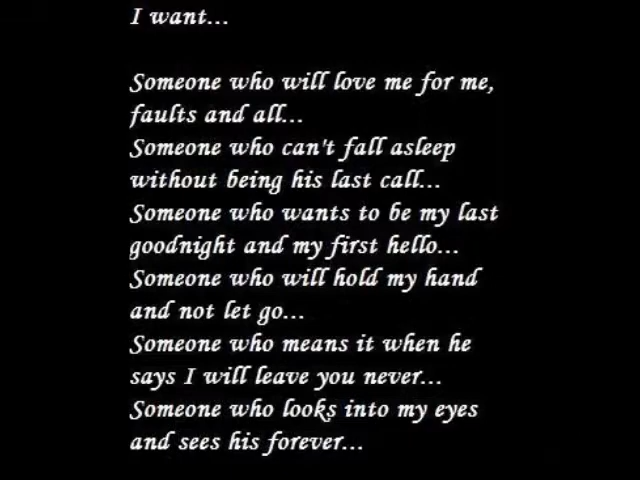 I want...
Someone who will love me for me,
faults and all...
Someone who can't fall asleep
without being his last call...
Someone who wants to be my last
goodnight and my first hello...
Someone who will hold my hand
and not let go...
Someone who means it when he
says I will leave you never...
Someone who looks into my eyes
and sees his forever...